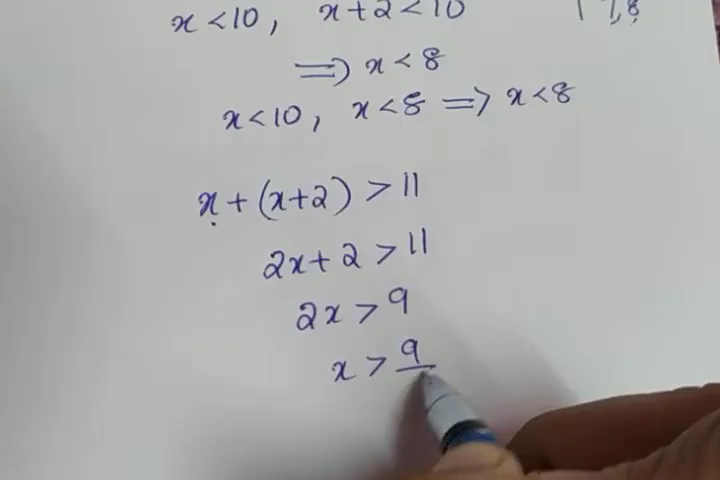 x < 10, x + 2 < 10
⟹ x < 8
x < 10, x < 8 ⟹ x < 8
x + (x+2) > 11
2x + 2 > 11
2x > 9
x > 9